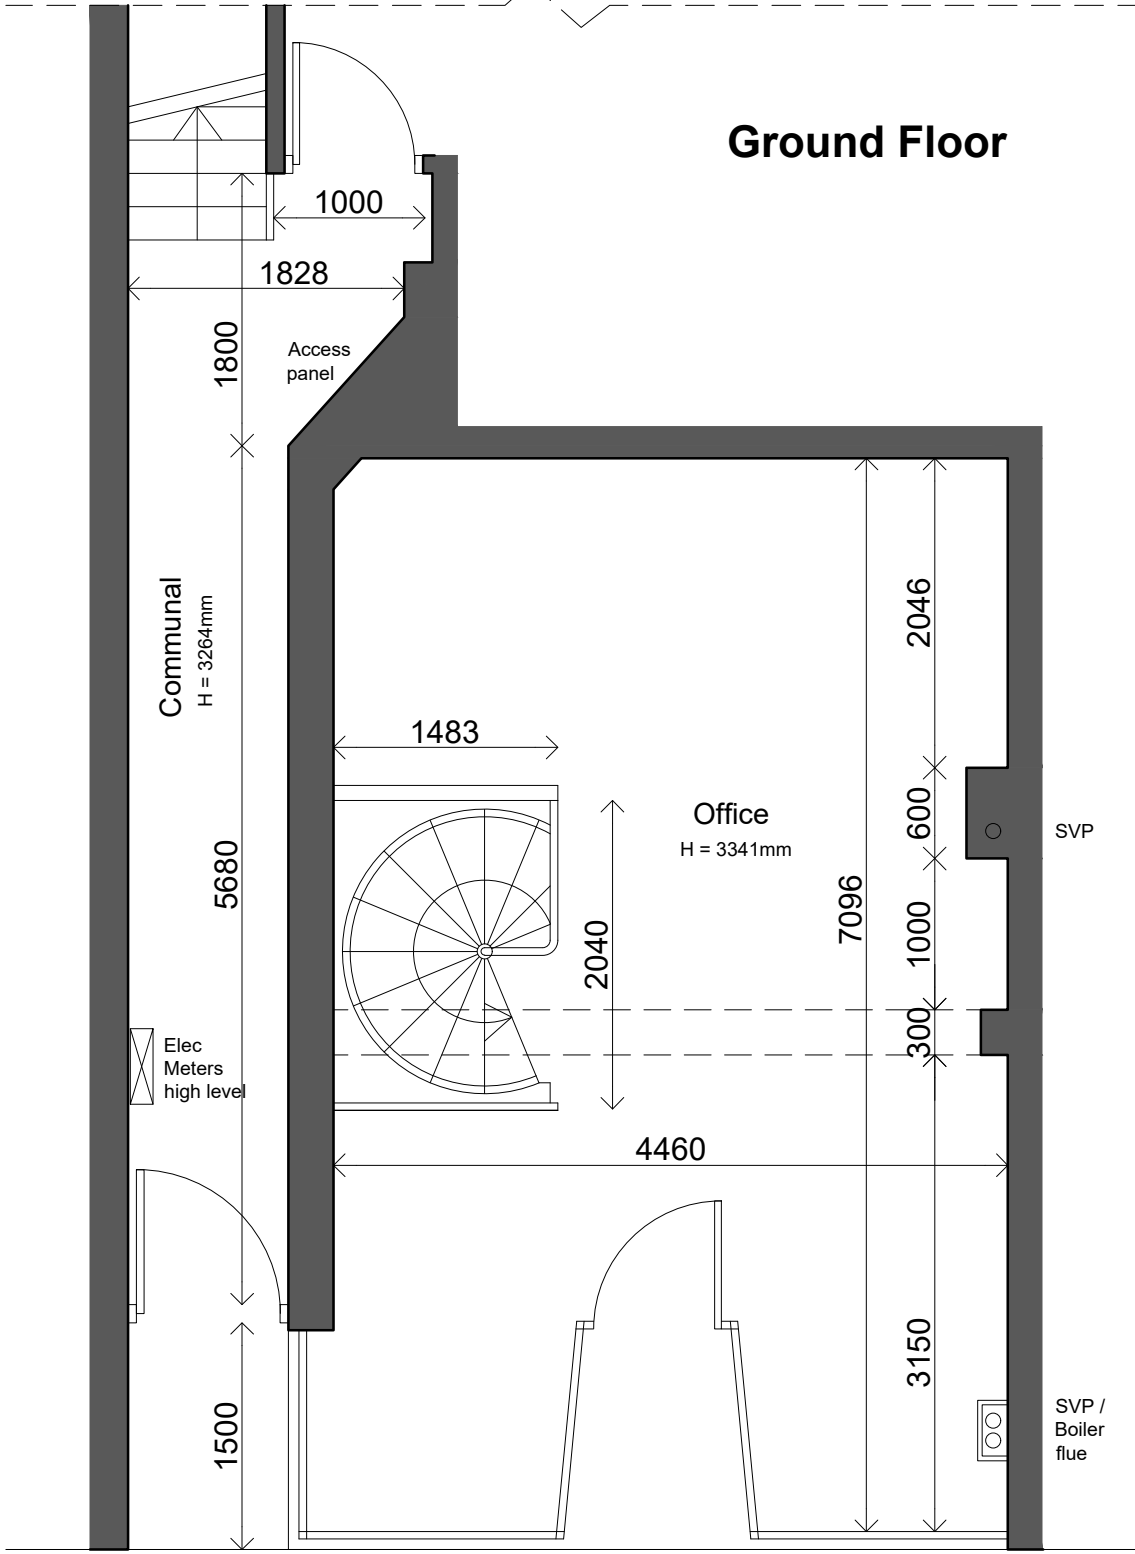 Ground Floor
1000
1828
1800
Access
panel
Communal
H = 3264mm
2046
1483
Office
H = 3341mm
600
SVP
5680
7096
1000
2040
300
Elec
Meters
high level
4460
3150
1500
SVP /
Boiler
flue